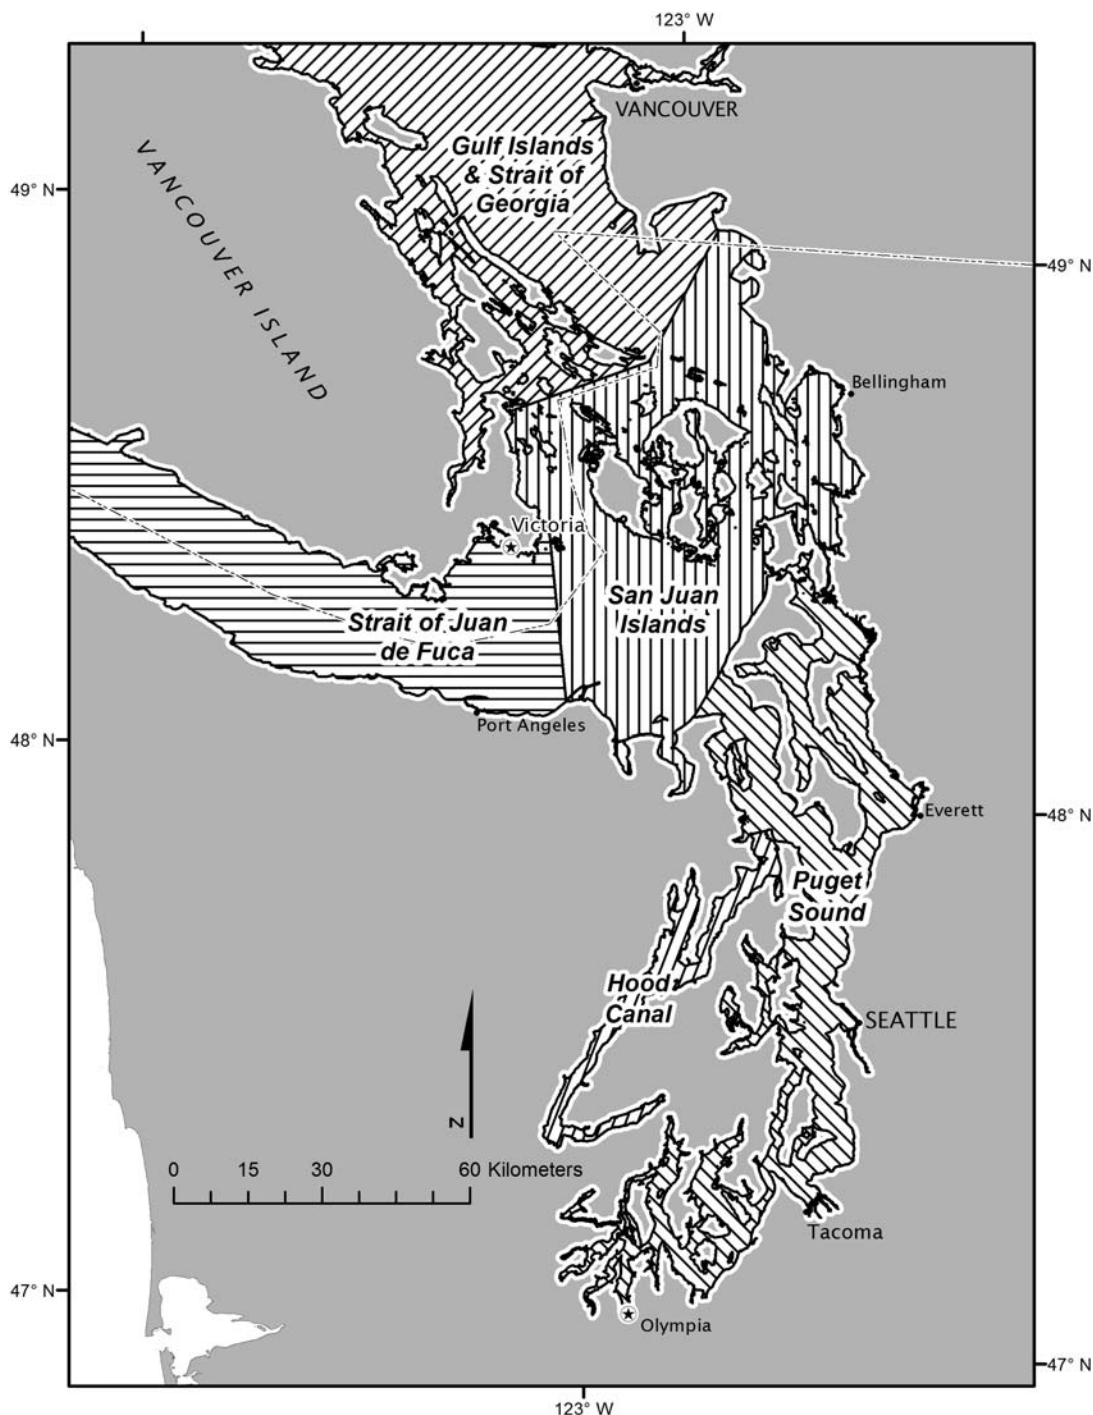 123° W
VANCOUVER
49° N
Gulf Islands
& Strait of
Georgia
VANCOUVER ISLAND
49° N
Bellingham
Victoria
San Juan
Islands
Strait of Juan
de Fuca
Port Angeles
48° N
Everett
48° N
Puget
Sound
Hood
Canal
SEATTLE
N
0 15 30 60 Kilometers
Tacoma
47° N
Olympia
47° N
123° W